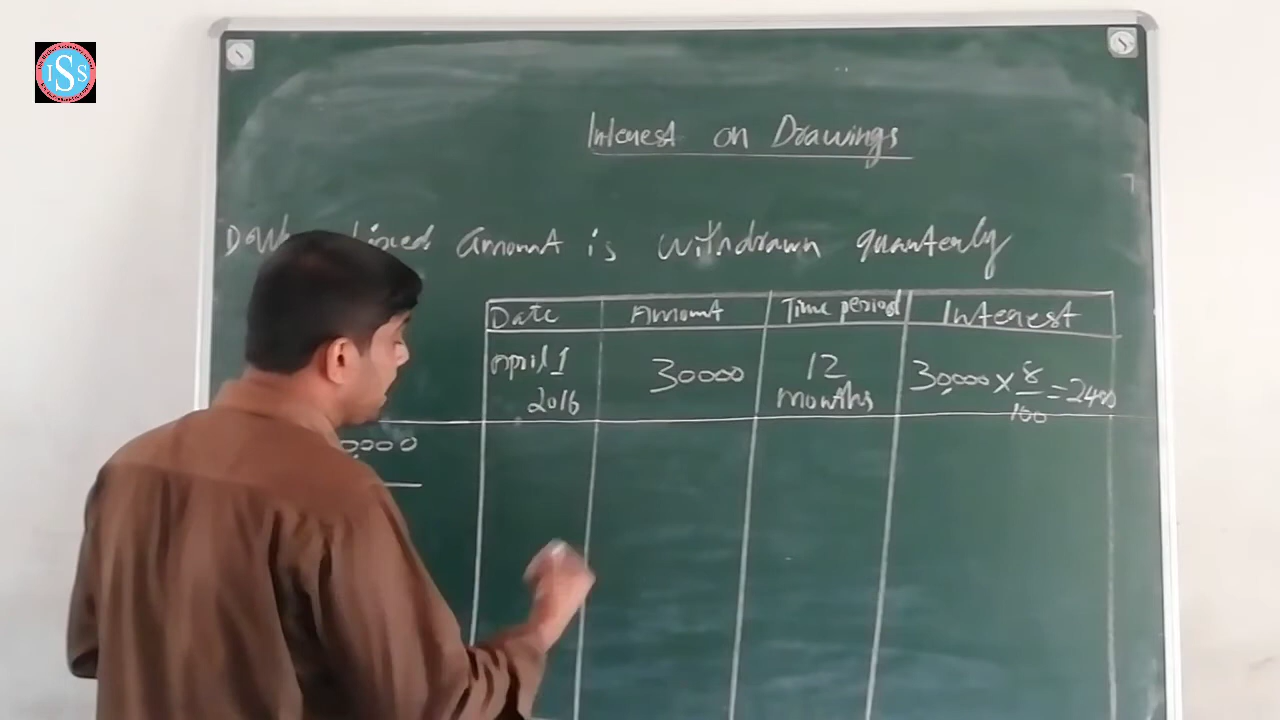 ISS
Interest on Drawings
amount is withdrawn quarterly
Date Amount Time period Interest
April 1 30000 12 30,000 x 8 = 2400
2016 months 100